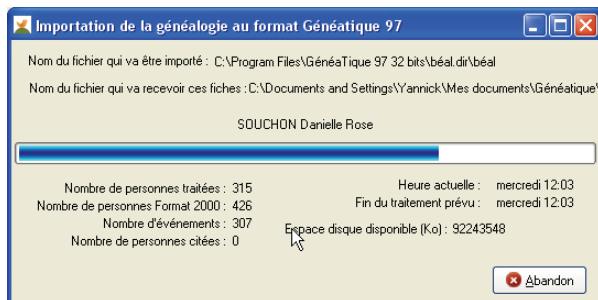 Importation de la généalogie au format Généatique 97
Nom du fichier qui va être importé : C:\Program Files\GénéaTique 97 32 bits\béal.dir\béal
Nom du fichier qui va recevoir ces fiches : C:\Documents and Settings\Yannick\Mes documents\Généatique\
SOUCHON Danielle Rose
Nombre de personnes traitées : 315
Nombre de personnes Format 2000 : 426
Nombre d'événements : 307
Nombre de personnes citées : 0
Heure actuelle : mercredi 12:03
Fin du traitement prévu : mercredi 12:03
Espace disque disponible (Ko) : 92243548
Abandon